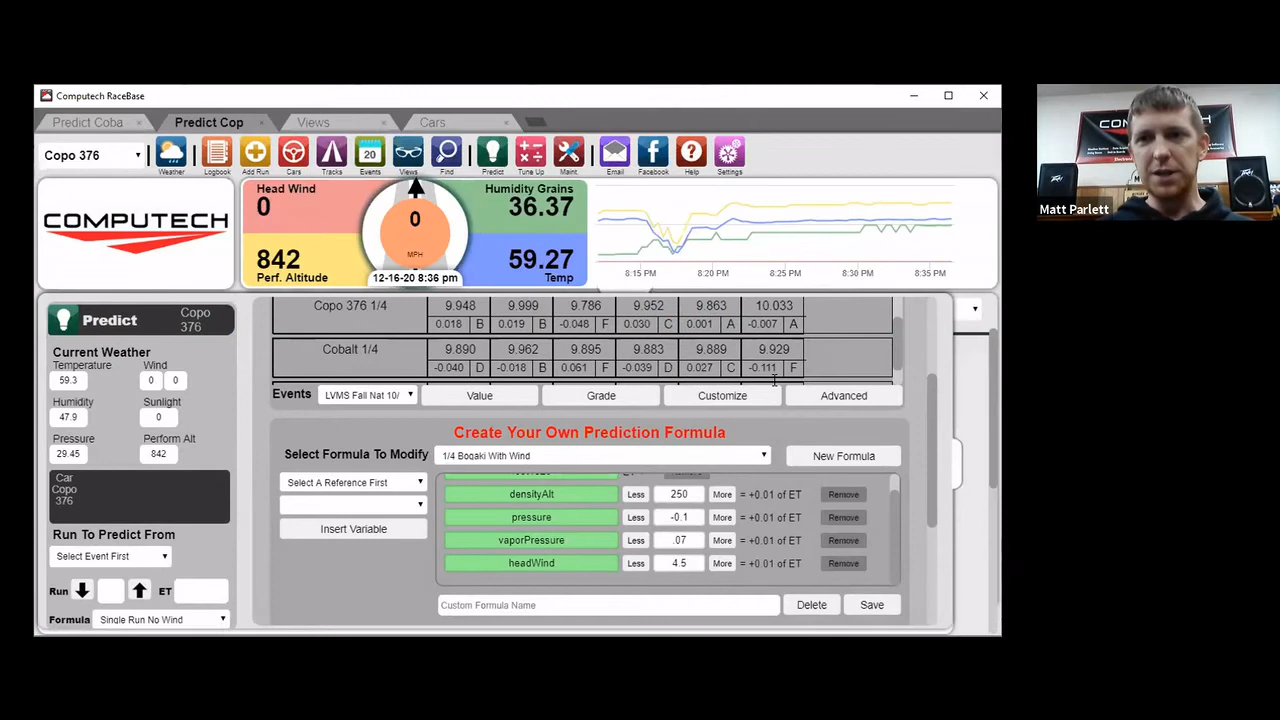 Computech RaceBase
Predict Coba
Predict Cop
Views
Cars
Copo 376
Weather
Logbook
Add Run
Cars
Tracks
20
Events
Views
Find
Predict
Tune Up
Maint.
Email
Facebook
Help
Settings
COMPUTECH
Head Wind
0
Humidity Grains
36.37
0
MPH
842
Perf. Altitude
59.27
Temp
12-16-20 8:36 pm
8:15 PM
8:20 PM
8:25 PM
8:30 PM
8:35 PM
Matt Parlett
Predict
Copo
376
Current Weather
Temperature
Wind
59.3
0
0
Humidity
Sunlight
47.9
0
Pressure
Perform Alt
29.45
842
Car
Copo
376
Run To Predict From
Select Event First
Run
ET
Formula
Single Run No Wind
Copo 376 1/4
9.948 9.999 9.786 9.952 9.863 10.033
0.018 B 0.019 B -0.048 F 0.030 C 0.001 A -0.007 A
Cobalt 1/4
9.890 9.962 9.895 9.883 9.889 9.929
-0.040 D -0.018 B 0.061 F -0.039 D 0.027 C -0.111 F
Events
LVMS Fall Nat 10/
Value
Grade
Customize
Advanced
Create Your Own Prediction Formula
Select Formula To Modify
1/4 Bogaki With Wind
New Formula
Select A Reference First
Insert Variable
densityAlt Less 250 More = +0.01 of ET Remove
pressure Less -0.1 More = +0.01 of ET Remove
vaporPressure Less .07 More = +0.01 of ET Remove
headWind Less 4.5 More = +0.01 of ET Remove
Custom Formula Name
Delete
Save